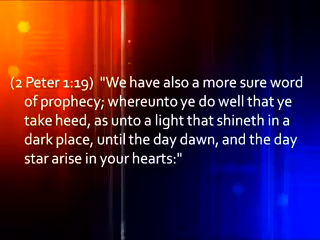 (2 Peter 1:19) "We have also a more sure word
of prophecy; whereunto ye do well that ye
take heed, as unto a light that shineth in a
dark place, until the day dawn, and the day
star arise in your hearts:"